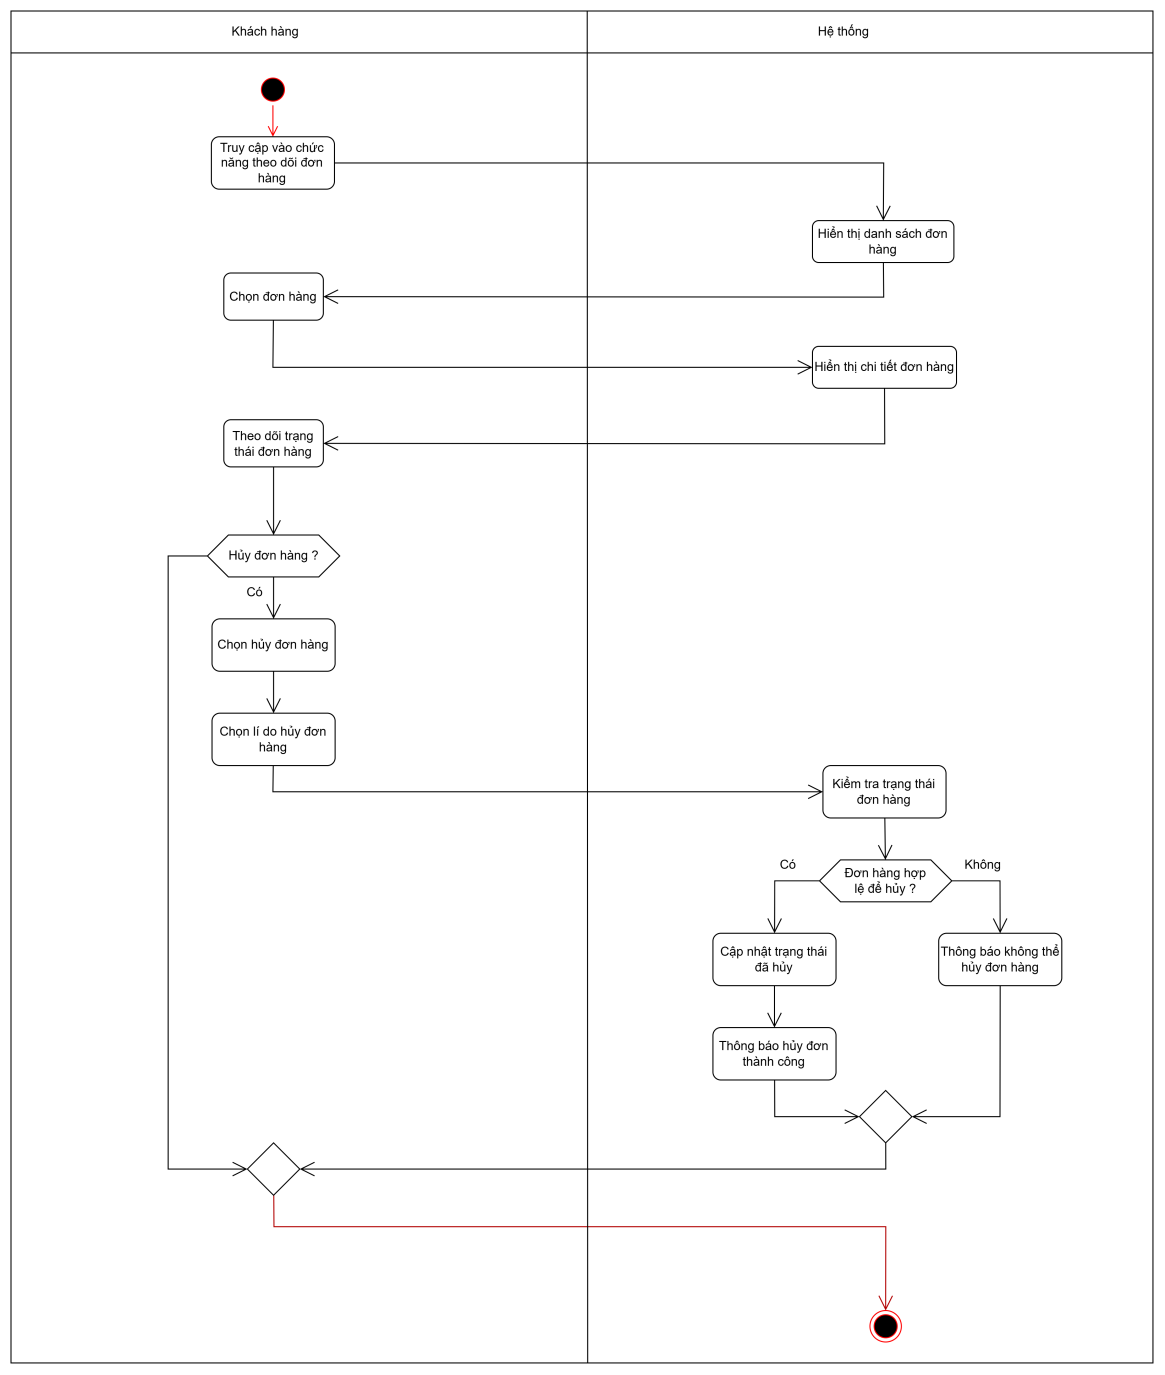 Khách hàng
Hệ thống
Truy cập vào chức
năng theo dõi đơn
hàng
Hiển thị danh sách đơn
hàng
Chọn đơn hàng
Hiển thị chi tiết đơn hàng
Theo dõi trạng
thái đơn hàng
Hủy đơn hàng ?
Có
Chọn hủy đơn hàng
Chọn lí do hủy đơn
hàng
Kiểm tra trạng thái
đơn hàng
Có
Đơn hàng hợp
lệ để hủy ?
Không
Cập nhật trạng thái
đã hủy
Thông báo không thể
hủy đơn hàng
Thông báo hủy đơn
thành công